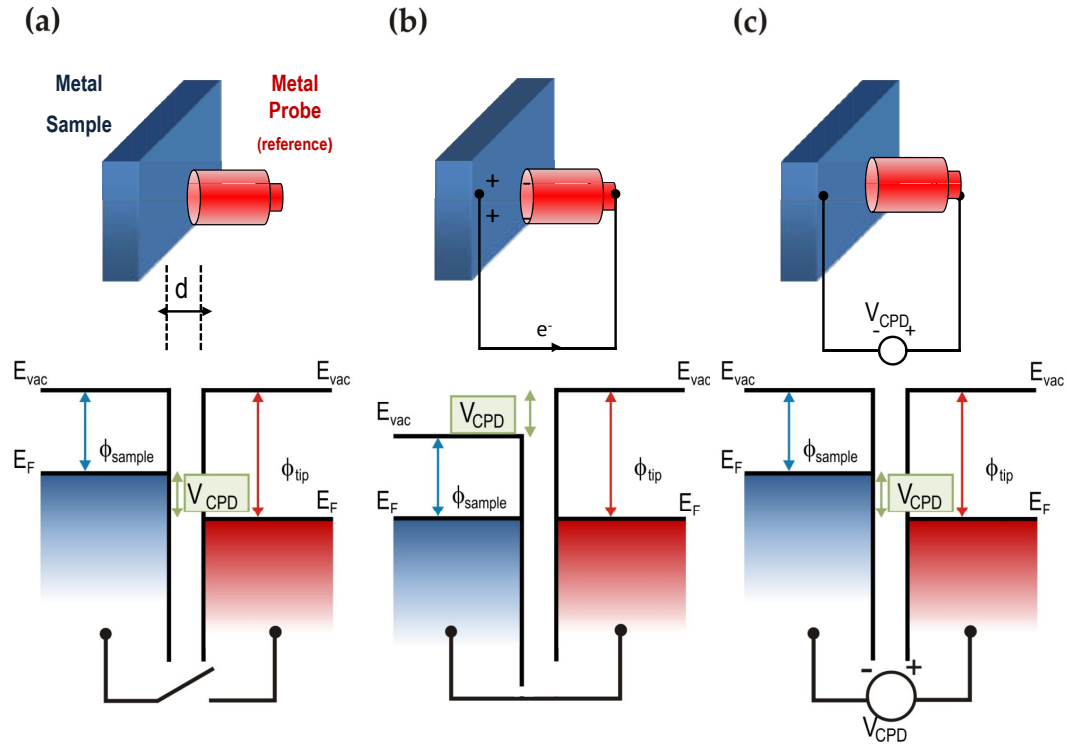 (a)
(b)
(c)
Metal
Sample
Metal
Probe
(reference)
+
+
-
-
d
e-
VCPD
- +
Evac
Evac
ϕsample
EF
VCPD
ϕtip
EF
Evac
VCPD
Evac
ϕsample
EF
ϕtip
EF
Evac
Evac
ϕsample
EF
VCPD
ϕtip
EF
- +
VCPD